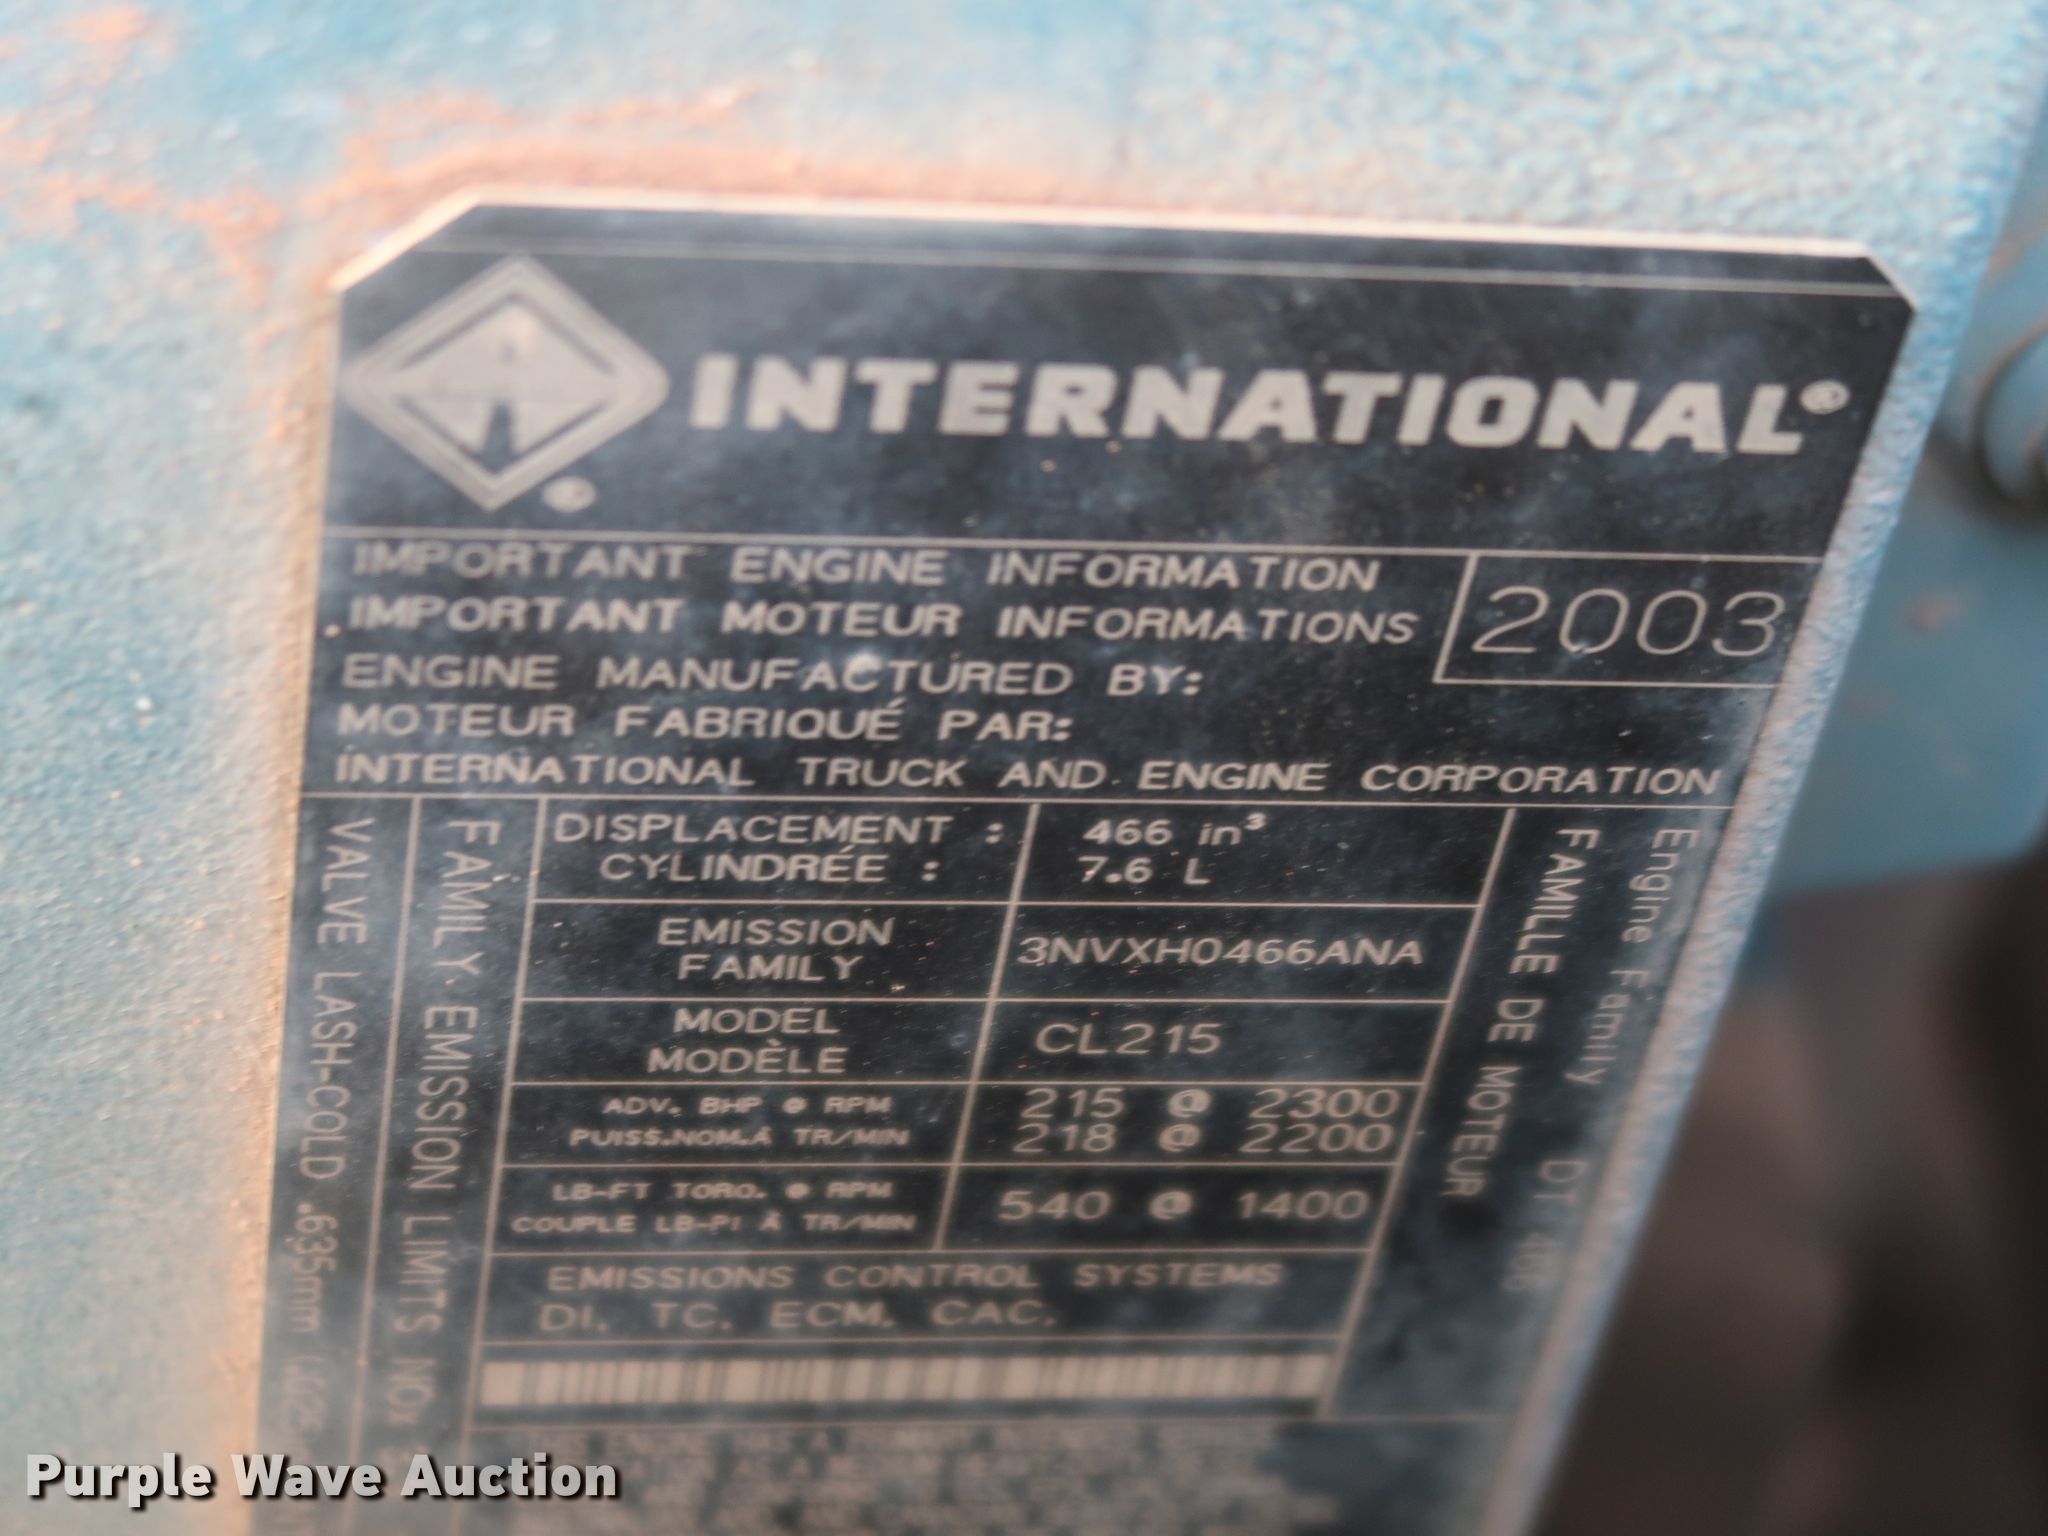 INTERNATIONAL®
IMPORTANT ENGINE INFORMATION
IMPORTANT MOTEUR INFORMATIONS
2003
ENGINE MANUFACTURED BY:
MOTEUR FABRIQUÉ PAR:
INTERNATIONAL TRUCK AND ENGINE CORPORATION
VALVE LASH-COLD .635mm
FAMILY EMISSION LIMITS NOx
DISPLACEMENT : 466 in³
CYLINDRÉE : 7.6 L
EMISSION
FAMILY
3NVXH0466ANA
MODEL
MODÈLE
CL215
ADV. BHP @ RPM 215 @ 2300
PUISS.NOM.À TR/MIN 218 @ 2200
LB-FT TORQ. @ RPM
COUPLE LB-PI À TR/MIN
540 @ 1400
EMISSIONS CONTROL SYSTEMS
DI, TC, ECM, CAC,
Engine Family DT 466
FAMILLE DE MOTEUR
Purple Wave Auction